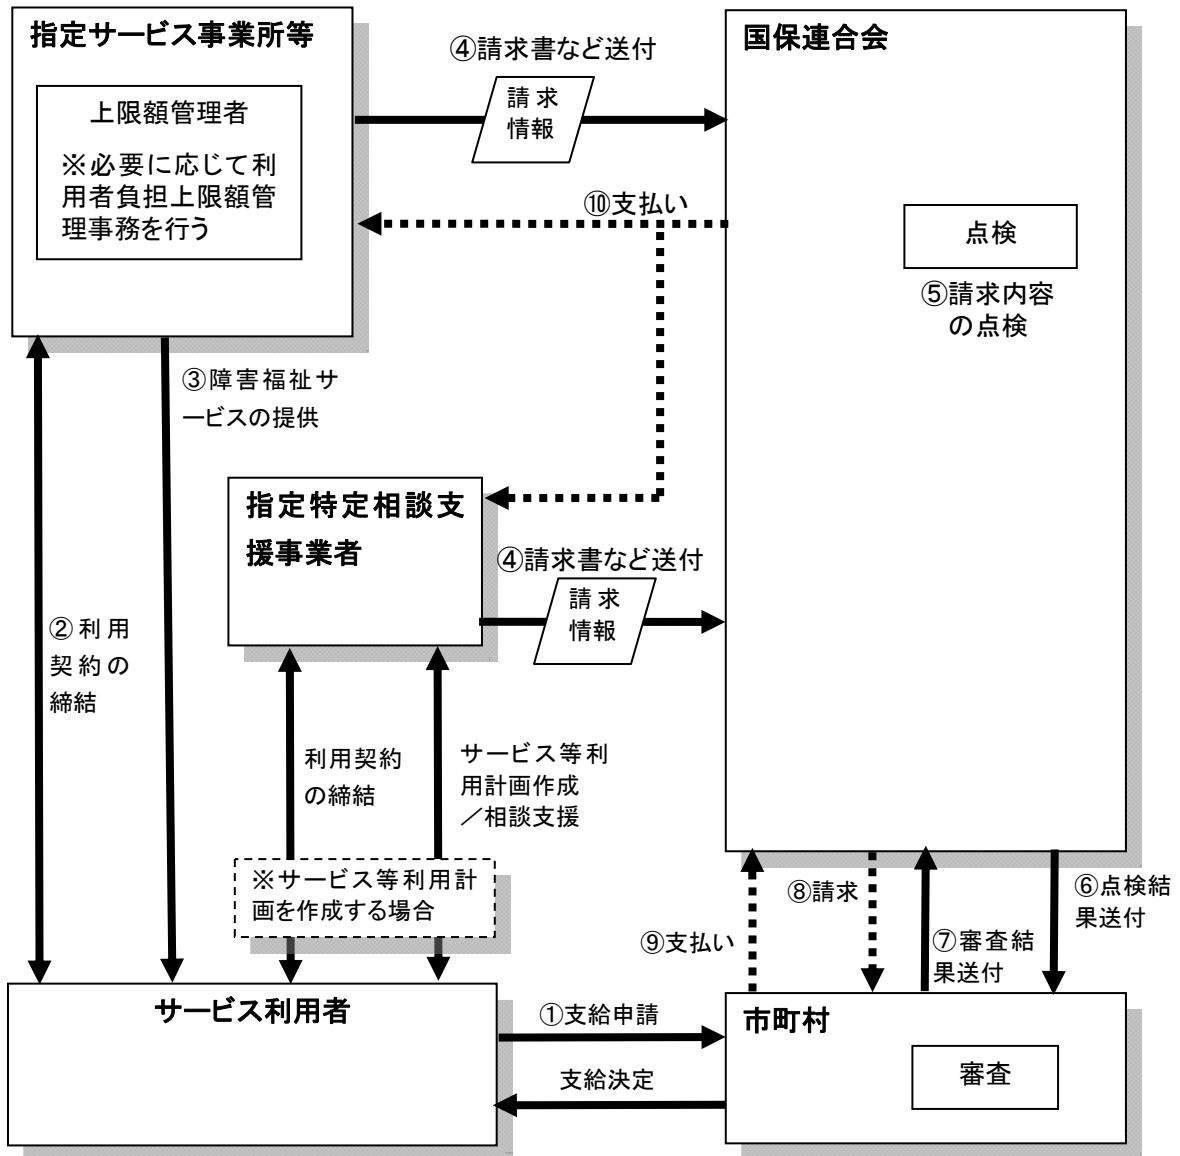 指定サービス事業所等
上限額管理者
※必要に応じて利
用者負担上限額管
理事務を行う
④請求書など送付
請求
情報
国保連合会
⑩支払い
点検
⑤請求内容
の点検
③障害福祉サ
ービスの提供
指定特定相談支
援事業者
④請求書など送付
請求
情報
②利用
契約の
締結
利用契約
の締結
サービス等利
用計画作成
／相談支援
※サービス等利用計
画を作成する場合
⑨支払い
⑧請求
⑦審査結
果送付
⑥点検結
果送付
サービス利用者
①支給申請
支給決定
市町村
審査